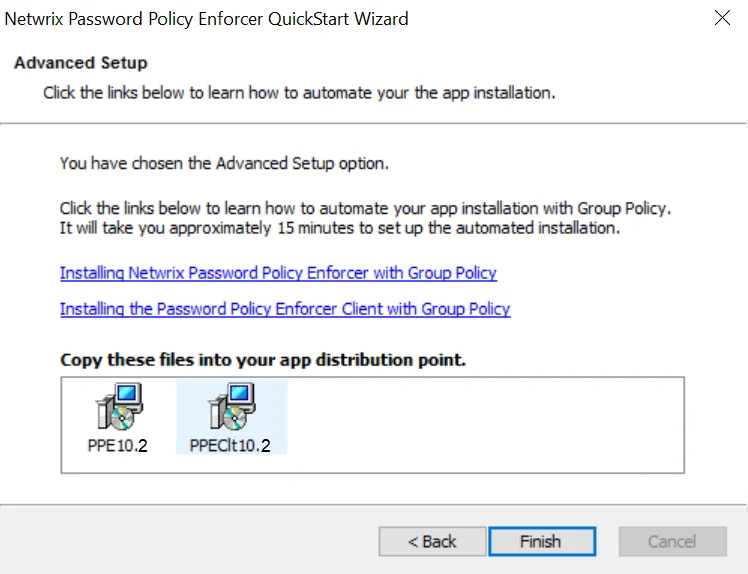 Netwrix Password Policy Enforcer QuickStart Wizard
Advanced Setup
Click the links below to learn how to automate your the app installation.
You have chosen the Advanced Setup option.
Click the links below to learn how to automate your app installation with Group Policy.
It will take you approximately 15 minutes to set up the automated installation.
Installing Netwrix Password Policy Enforcer with Group Policy
Installing the Password Policy Enforcer Client with Group Policy
Copy these files into your app distribution point.
PPE10.2 PPEClt10.2
< Back Finish Cancel